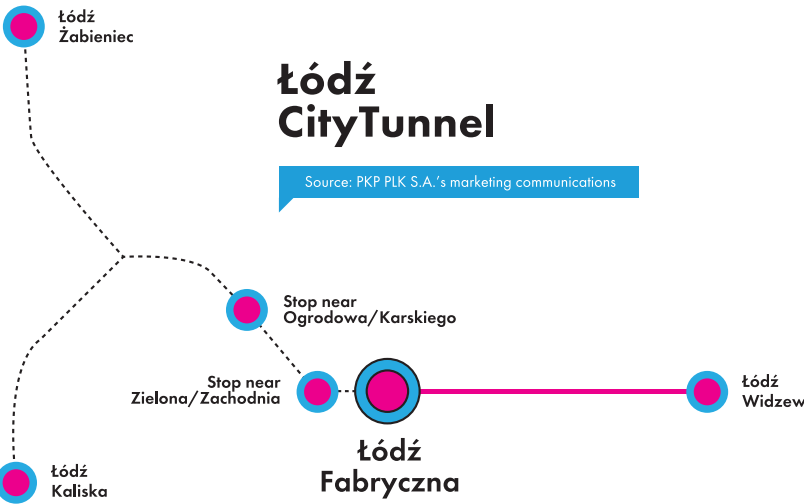 Łódź
Żabieniec
Łódź
CityTunnel
Source: PKP PLK S.A.'s marketing communications
Stop near
Ogrodowa/Karskiego
Stop near
Zielona/Zachodnia
Łódź
Widzew
Łódź
Fabryczna
Łódź
Kaliska